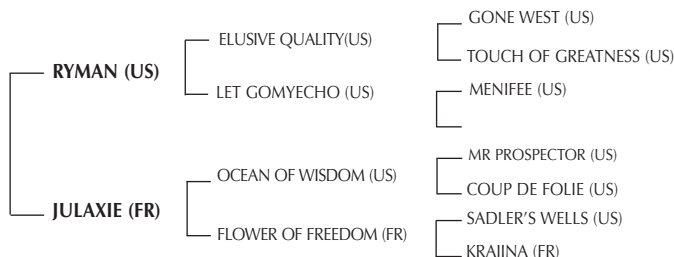 GONE WEST (US)
ELUSIVE QUALITY(US)
TOUCH OF GREATNESS (US)
RYMAN (US)
MENIFEE (US)
LET GOMYECHO (US)
MR PROSPECTOR (US)
OCEAN OF WISDOM (US)
COUP DE FOLIE (US)
JULAXIE (FR)
SADLER'S WELLS (US)
FLOWER OF FREEDOM (FR)
KRAJINA (FR)